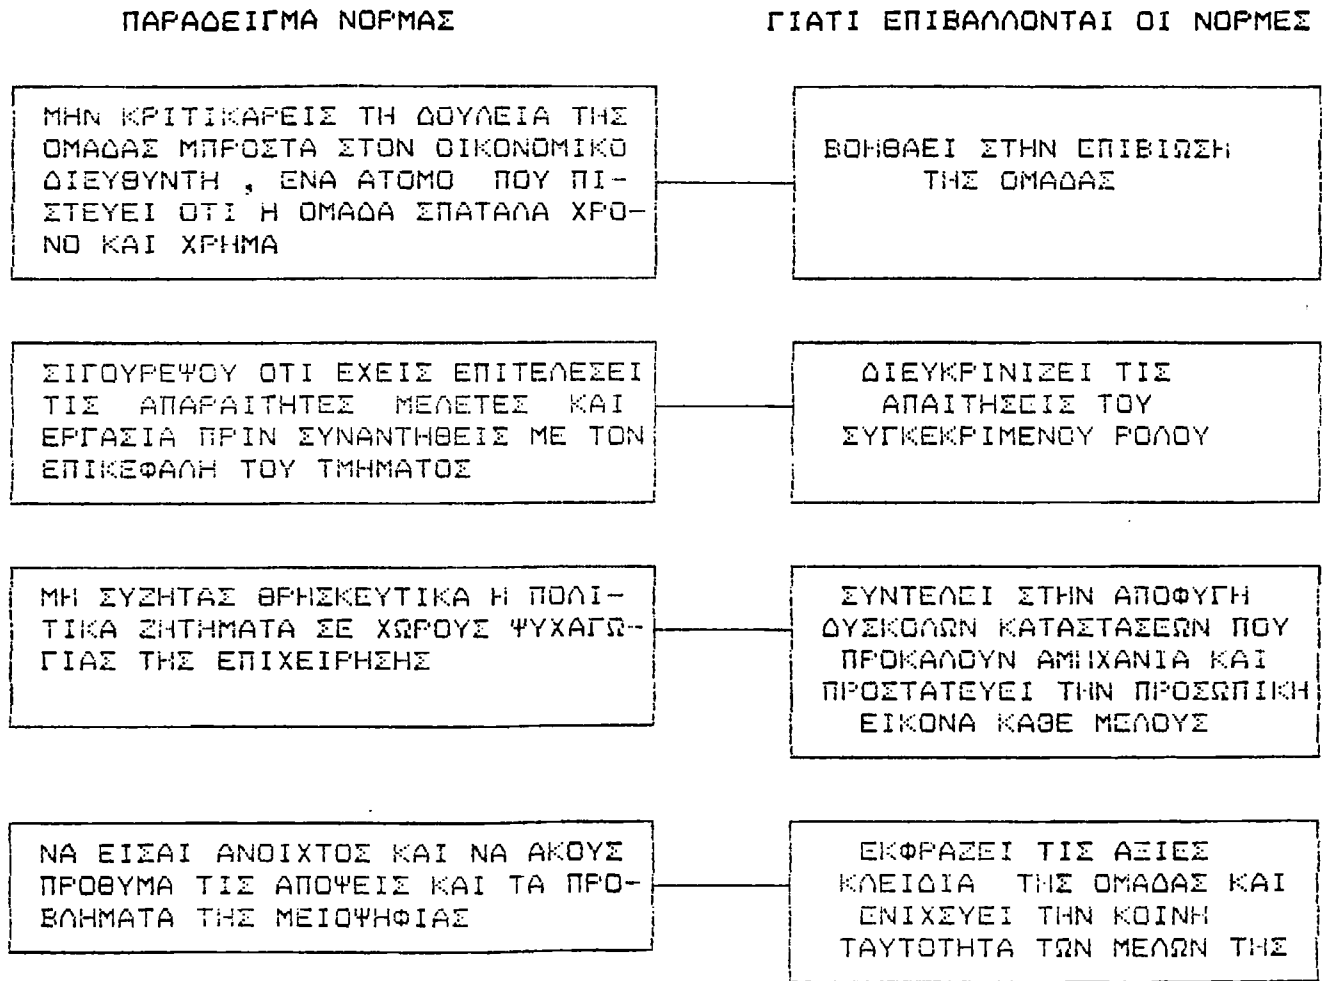 ΠΑΡΑΔΕΙΓΜΑ ΝΟΡΜΑΣ
ΓΙΑΤΙ ΕΠΙΒΑΛΛΟΝΤΑΙ ΟΙ ΝΟΡΜΕΣ
ΜΗΝ ΚΡΙΤΙΚΑΡΕΙΣ ΤΗ ΔΟΥΛΕΙΑ ΤΗΣ
ΟΜΑΔΑΣ ΜΠΡΟΣΤΑ ΣΤΟΝ ΟΙΚΟΝΟΜΙΚΟ
ΔΙΕΥΘΥΝΤΗ , ΕΝΑ ΑΤΟΜΟ ΠΟΥ ΠΙ-
ΣΤΕΥΕΙ ΟΤΙ Η ΟΜΑΔΑ ΣΠΑΤΑΛΑ ΧΡΟ-
ΝΟ ΚΑΙ ΧΡΗΜΑ
ΒΟΗΘΑΕΙ ΣΤΗΝ ΕΠΙΒΙΩΣΗ
ΤΗΣ ΟΜΑΔΑΣ
ΣΙΓΟΥΡΕΨΟΥ ΟΤΙ ΕΧΕΙΣ ΕΠΙΤΕΛΕΣΕΙ
ΤΙΣ ΑΠΑΡΑΙΤΗΤΕΣ ΜΕΛΕΤΕΣ ΚΑΙ
ΕΡΓΑΣΙΑ ΠΡΙΝ ΣΥΝΑΝΤΗΘΕΙΣ ΜΕ ΤΟΝ
ΕΠΙΚΕΦΑΛΗ ΤΟΥ ΤΜΗΜΑΤΟΣ
ΔΙΕΥΚΡΙΝΙΖΕΙ ΤΙΣ
ΑΠΑΙΤΗΣΕΙΣ ΤΟΥ
ΣΥΓΚΕΚΡΙΜΕΝΟΥ ΡΟΛΟΥ
ΜΗ ΣΥΖΗΤΑΣ ΘΡΗΣΚΕΥΤΙΚΑ Η ΠΟΛΙ-
ΤΙΚΑ ΖΗΤΗΜΑΤΑ ΣΕ ΧΩΡΟΥΣ ΨΥΧΑΓΩ-
ΓΙΑΣ ΤΗΣ ΕΠΙΧΕΙΡΗΣΗΣ
ΣΥΝΤΕΛΕΙ ΣΤΗΝ ΑΠΟΦΥΓΗ
ΔΥΣΚΟΛΩΝ ΚΑΤΑΣΤΑΣΕΩΝ ΠΟΥ
ΠΡΟΚΑΛΟΥΝ ΑΜΗΧΑΝΙΑ ΚΑΙ
ΠΡΟΣΤΑΤΕΥΕΙ ΤΗΝ ΠΡΟΣΩΠΙΚΗ
ΕΙΚΟΝΑ ΚΑΘΕ ΜΕΛΟΥΣ
ΝΑ ΕΙΣΑΙ ΑΝΟΙΧΤΟΣ ΚΑΙ ΝΑ ΑΚΟΥΣ
ΠΡΟΘΥΜΑ ΤΙΣ ΑΠΟΨΕΙΣ ΚΑΙ ΤΑ ΠΡΟ-
ΒΛΗΜΑΤΑ ΤΗΣ ΜΕΙΟΨΗΦΙΑΣ
ΕΚΦΡΑΖΕΙ ΤΙΣ ΑΞΙΕΣ
ΚΛΕΙΔΙΑ ΤΗΣ ΟΜΑΔΑΣ ΚΑΙ
ΕΝΙΧΣΥΕΙ ΤΗΝ ΚΟΙΝΗ
ΤΑΥΤΟΤΗΤΑ ΤΩΝ ΜΕΛΩΝ ΤΗΣ